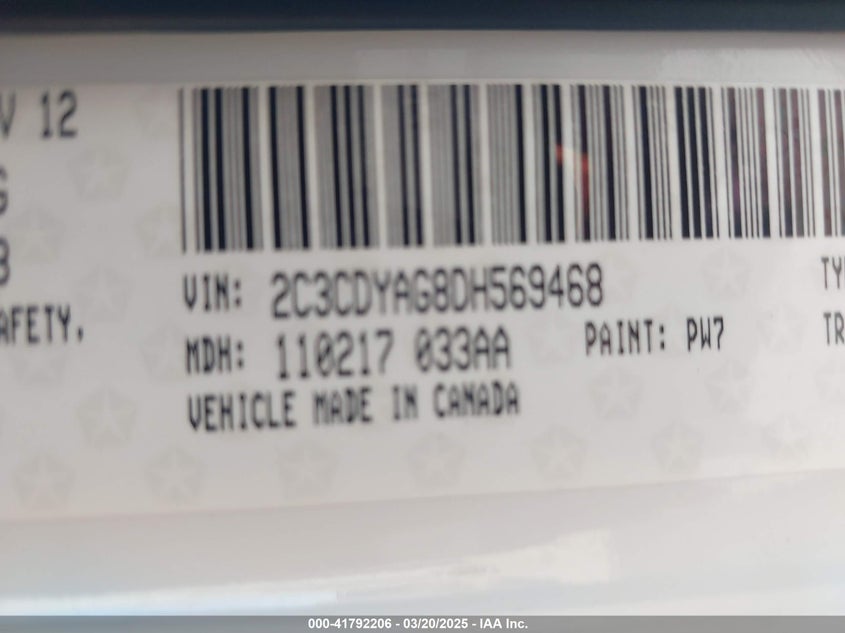 V 12
G
3
AFETY,
VIN: 2C3CDYAG8DH569468
MDH: 110217 033AA
PAINT: PW7
VEHICLE MADE IN CANADA
TY
TR
000-41792206 - 03/20/2025 - IAA Inc.